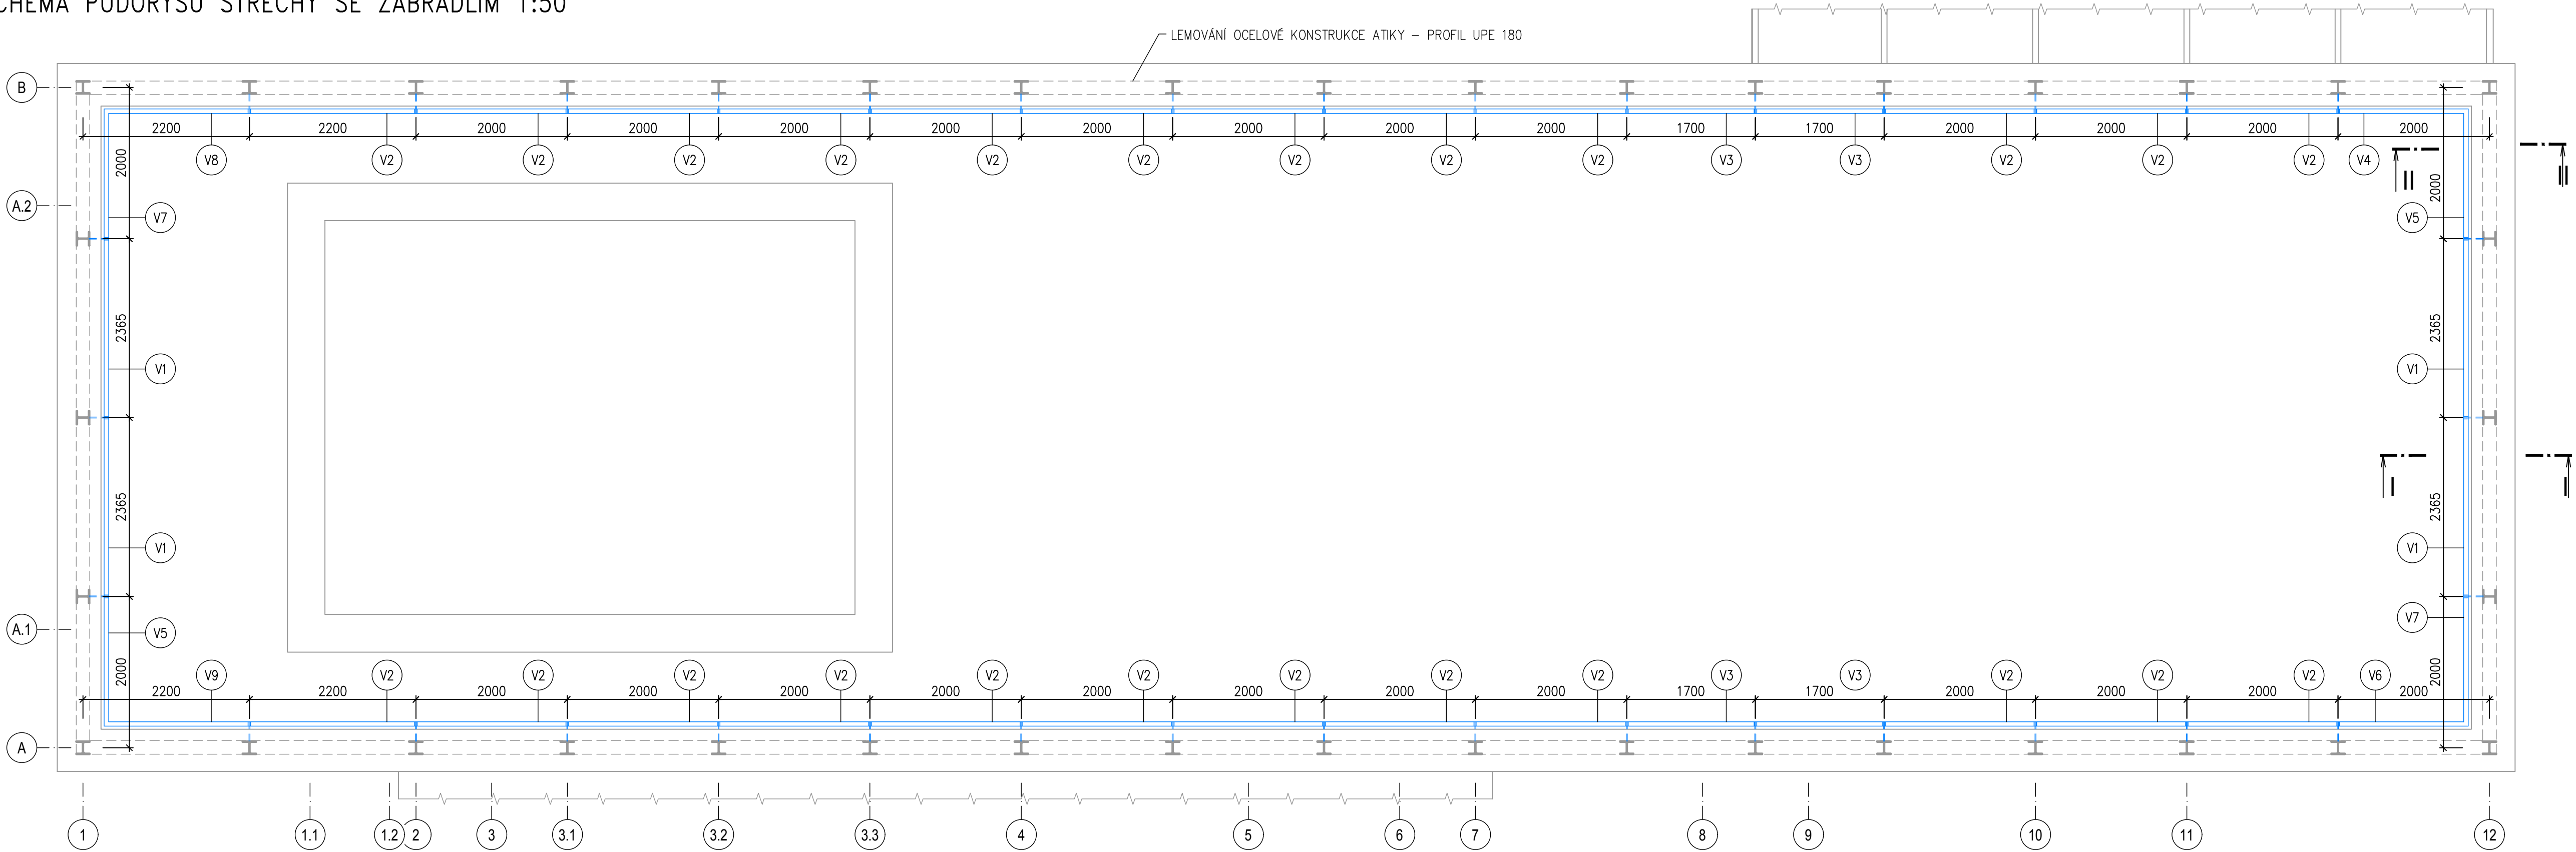 CHEMA PUDORYSU STRECHY SE ZABRADLIM 1:50
LEMOVÁNÍ OCELOVÉ KONSTRUKCE ATIKY – PROFIL UPE 180
B
2200 2200 2000 2000 2000 2000 2000 2000 2000 2000 1700 1700 2000 2000 2000 2000
V8 V2 V2 V2 V2 V2 V2 V2 V2 V2 V3 V3 V2 V2 V2 V4
2000
2000
II
II
A.2
V7
V5
2365
2365
V1
V1
I
I
2365
2365
V1
V1
A.1
V5
V7
2000
2000
V9 V2 V2 V2 V2 V2 V2 V2 V2 V2 V3 V3 V2 V2 V2 V6
2200 2200 2000 2000 2000 2000 2000 2000 2000 2000 1700 1700 2000 2000 2000 2000
A
1 1.1 1.2 2 3 3.1 3.2 3.3 4 5 6 7 8 9 10 11 12